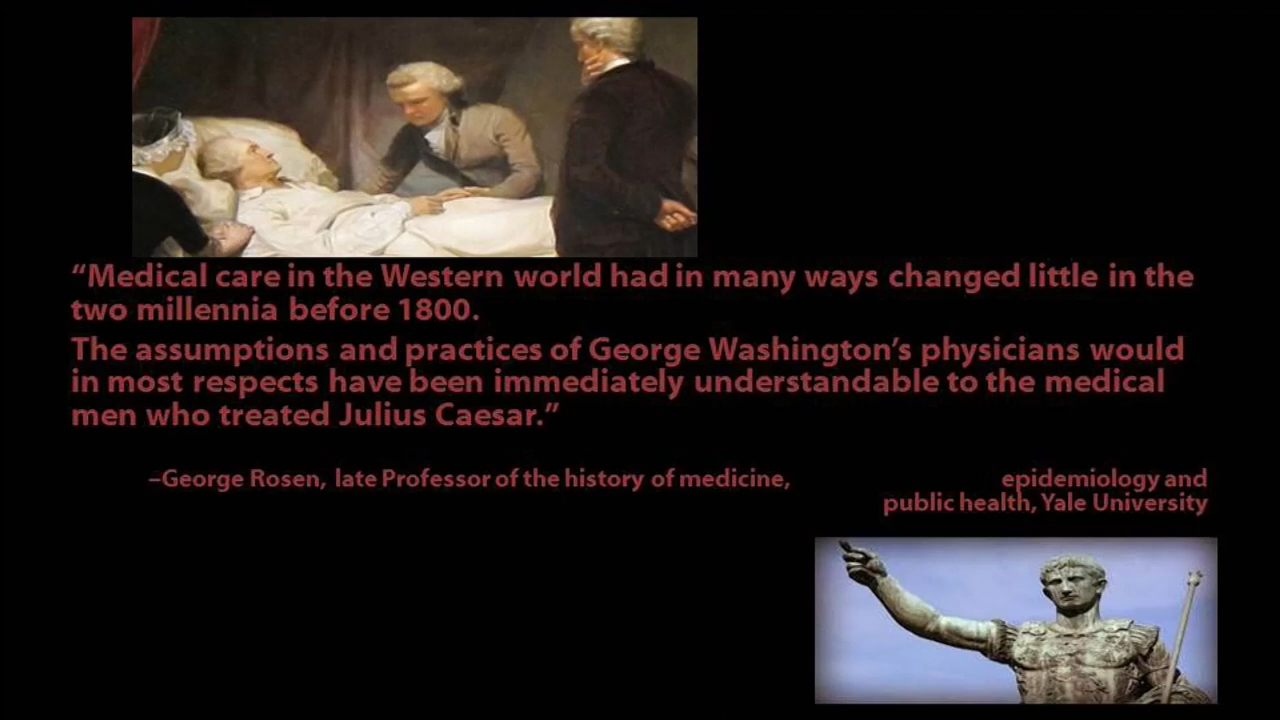 “Medical care in the Western world had in many ways changed little in the
two millennia before 1800.
The assumptions and practices of George Washington’s physicians would
in most respects have been immediately understandable to the medical
men who treated Julius Caesar.”
–George Rosen, late Professor of the history of medicine, epidemiology and
public health, Yale University